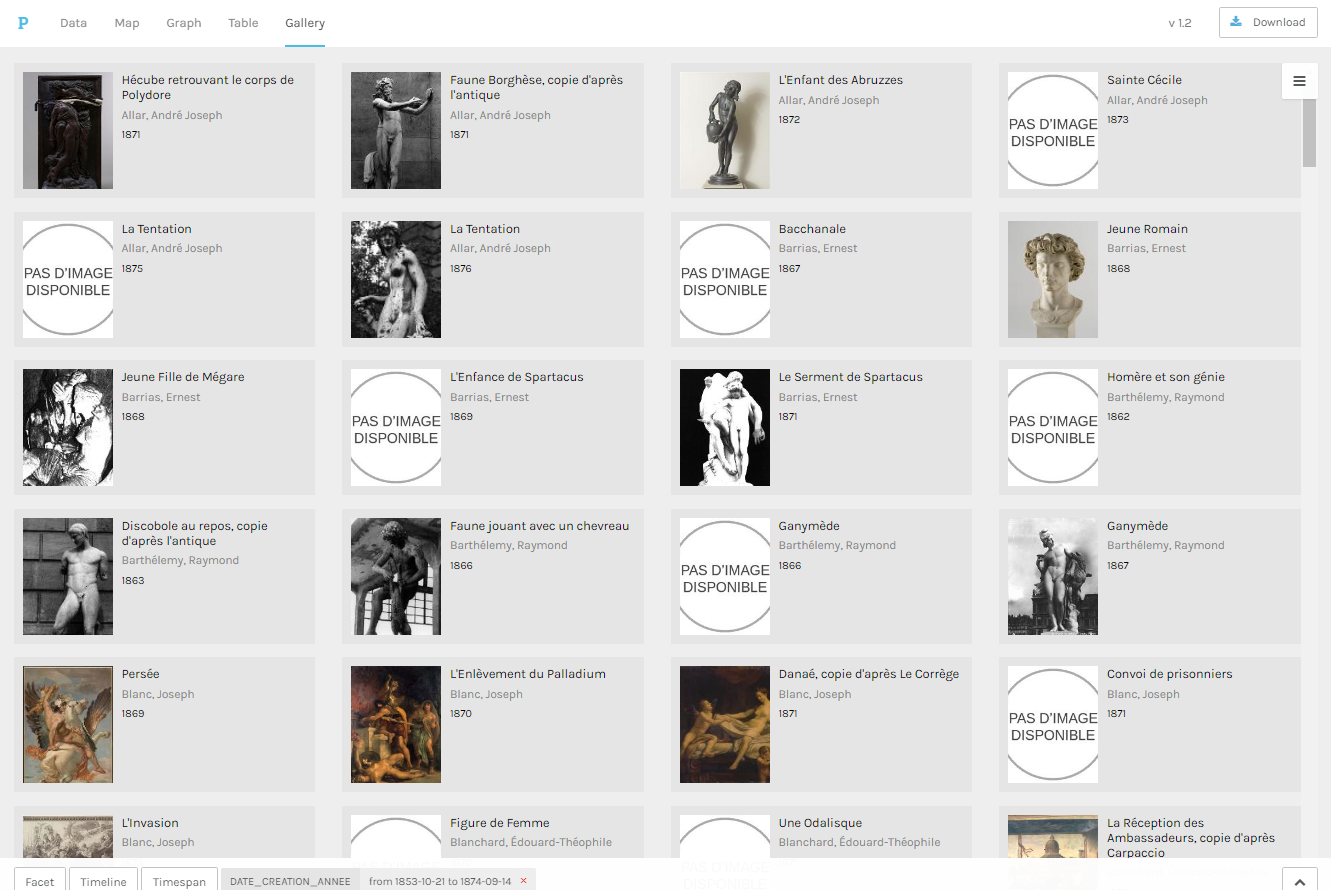 P Data Map Graph Table Gallery v 1.2 Download
Hécube retrouvant le corps de
Polydore
Allar, André Joseph
1871
Faune Borghèse, copie d'après
l'antique
Allar, André Joseph
1871
L'Enfant des Abruzzes
Allar, André Joseph
1872
PAS D'IMAGE
DISPONIBLE
Sainte Cécile
Allar, André Joseph
1873
PAS D'IMAGE
DISPONIBLE
La Tentation
Allar, André Joseph
1875
La Tentation
Allar, André Joseph
1876
PAS D'IMAGE
DISPONIBLE
Bacchanale
Barrias, Ernest
1867
Jeune Romain
Barrias, Ernest
1868
Jeune Fille de Mégare
Barrias, Ernest
1868
PAS D'IMAGE
DISPONIBLE
L'Enfance de Spartacus
Barrias, Ernest
1869
Le Serment de Spartacus
Barrias, Ernest
1871
PAS D'IMAGE
DISPONIBLE
Homère et son génie
Barthélemy, Raymond
1862
Discobole au repos, copie
d'après l'antique
Barthélemy, Raymond
1863
Faune jouant avec un chevreau
Barthélemy, Raymond
1866
PAS D'IMAGE
DISPONIBLE
Ganymède
Barthélemy, Raymond
1866
Ganymède
Barthélemy, Raymond
1867
Persée
Blanc, Joseph
1869
L'Enlèvement du Palladium
Blanc, Joseph
1870
Danaé, copie d'après Le Corrège
Blanc, Joseph
1871
PAS D'IMAGE
DISPONIBLE
Convoi de prisonniers
Blanc, Joseph
1871
L'Invasion
Blanc, Joseph
Figure de Femme
Blanchard, Édouard-Théophile
Une Odalisque
Blanchard, Édouard-Théophile
La Réception des
Ambassadeurs, copie d'après
Carpaccio
Facet Timeline Timespan DATE_CREATION_ANNEE from 1853-10-21 to 1874-09-14 ×